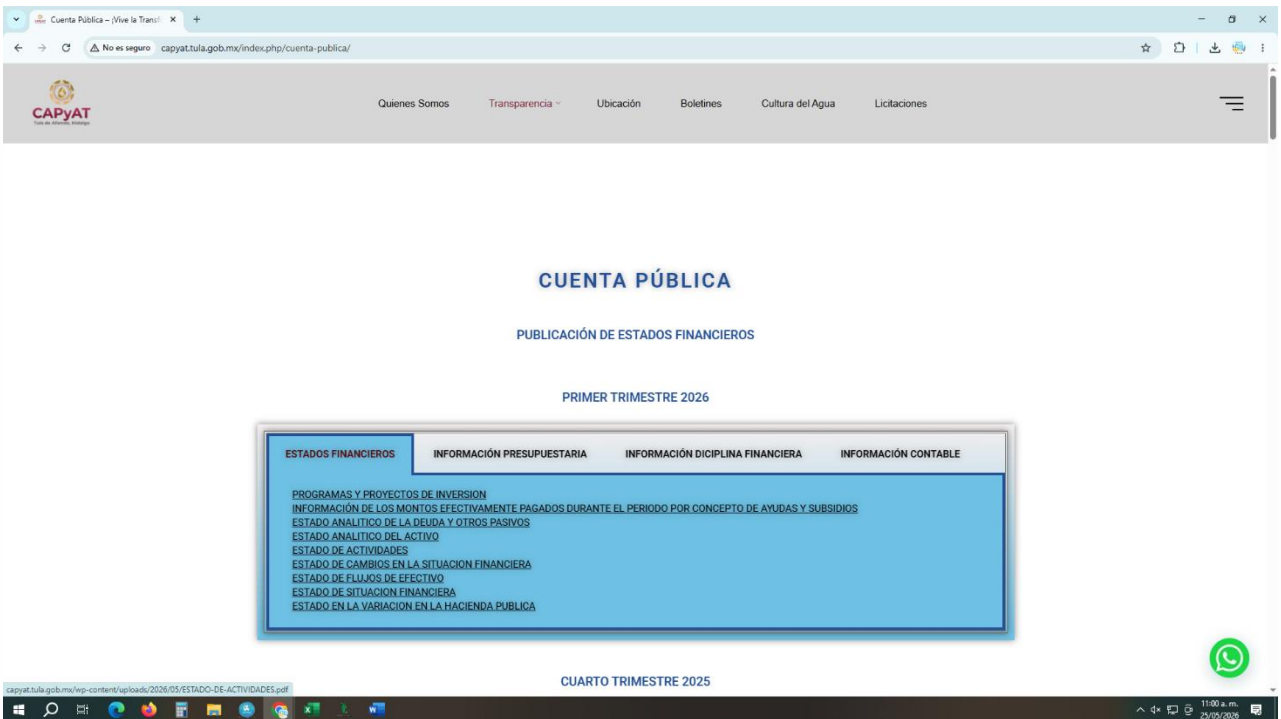 Cuenta Pública – ¡Vive la Transf
No es seguro capyat.tula.gob.mx/index.php/cuenta-publica/
CAPyAT
Tula de Allende, Hidalgo.
Quienes Somos Transparencia Ubicación Boletines Cultura del Agua Licitaciones
CUENTA PÚBLICA
PUBLICACIÓN DE ESTADOS FINANCIEROS
PRIMER TRIMESTRE 2026
ESTADOS FINANCIEROS INFORMACIÓN PRESUPUESTARIA INFORMACIÓN DICIPLINA FINANCIERA INFORMACIÓN CONTABLE
PROGRAMAS Y PROYECTOS DE INVERSION
INFORMACIÓN DE LOS MONTOS EFECTIVAMENTE PAGADOS DURANTE EL PERIODO POR CONCEPTO DE AYUDAS Y SUBSIDIOS
ESTADO ANALITICO DE LA DEUDA Y OTROS PASIVOS
ESTADO ANALITICO DEL ACTIVO
ESTADO DE ACTIVIDADES
ESTADO DE CAMBIOS EN LA SITUACION FINANCIERA
ESTADO DE FLUJOS DE EFECTIVO
ESTADO DE SITUACION FINANCIERA
ESTADO EN LA VARIACION EN LA HACIENDA PUBLICA
CUARTO TRIMESTRE 2025
capyat.tula.gob.mx/wp-content/uploads/2026/05/ESTADO-DE-ACTIVIDADES.pdf
11:00 a. m.
25/05/2026